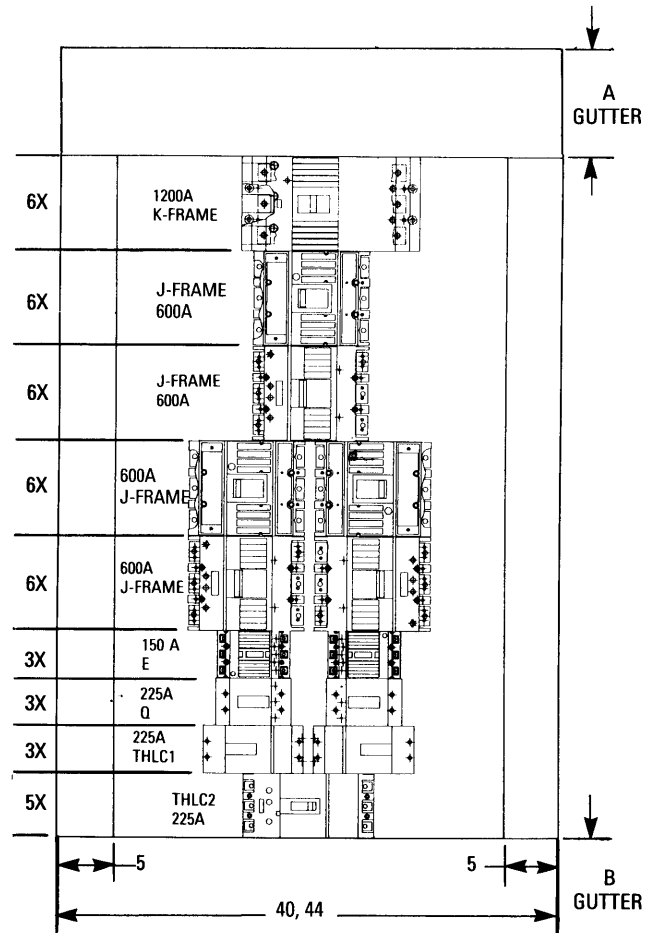 A
GUTTER
6X
1200A
K-FRAME
6X
J-FRAME
600A
6X
J-FRAME
600A
6X
600A
J-FRAME
6X
600A
J-FRAME
3X
150 A
E
3X
225A
Q
3X
225A
THLC1
5X
THLC2
225A
5
5
B
GUTTER
40, 44